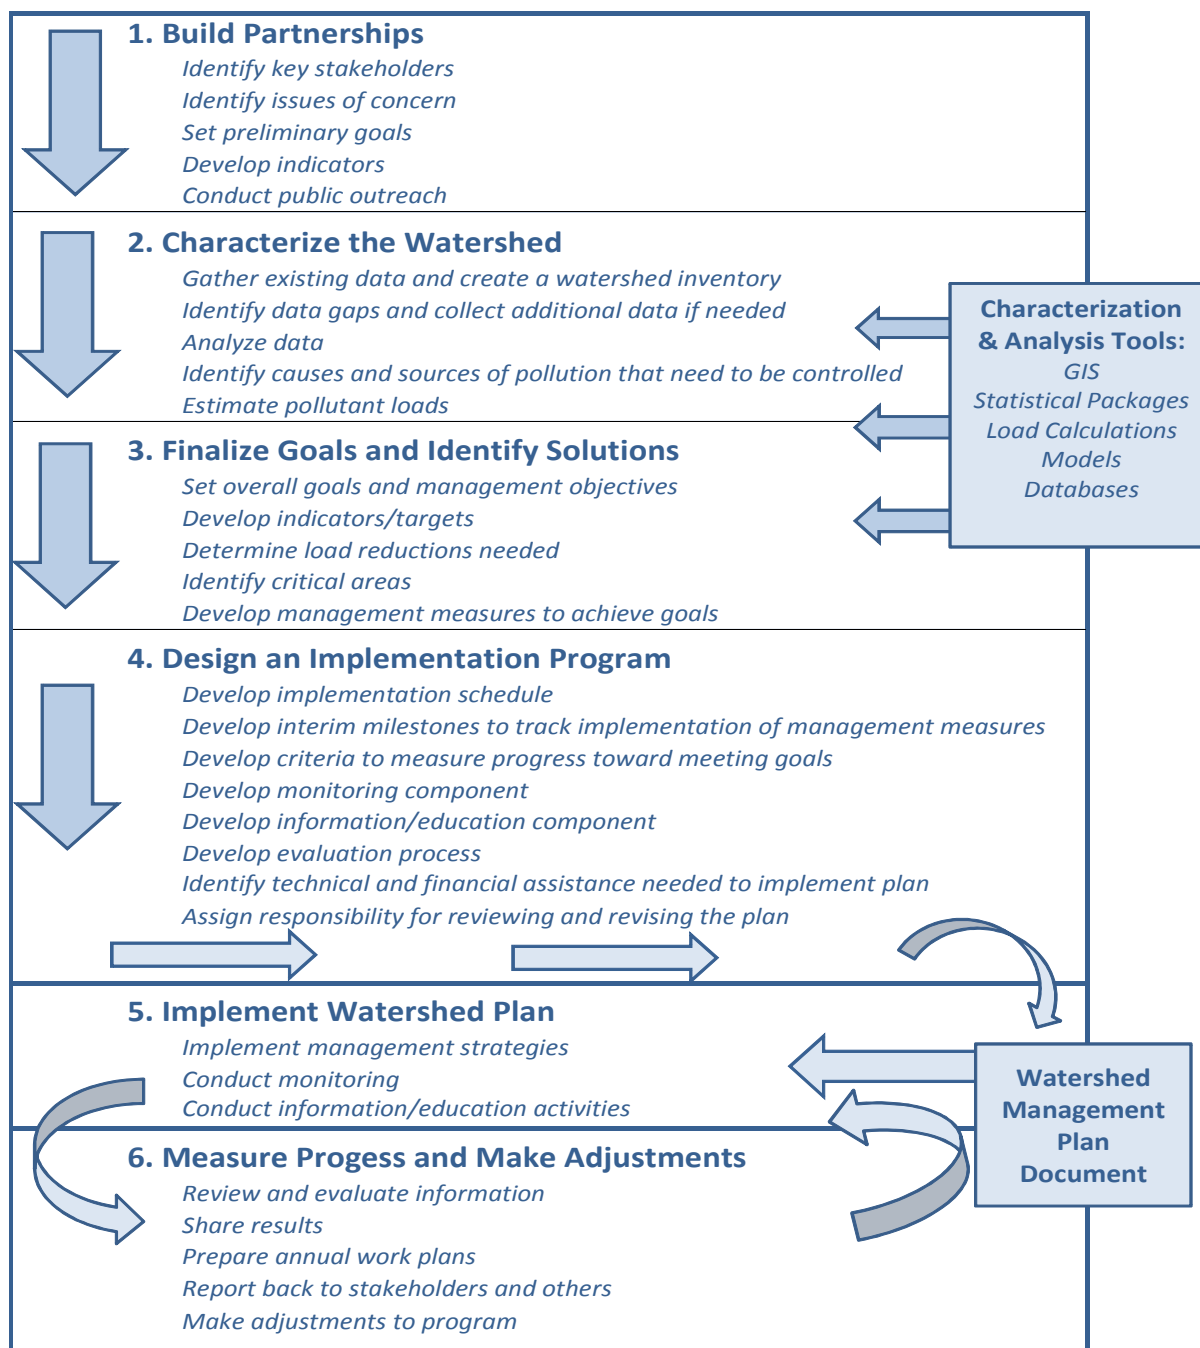 1. Build Partnerships
Identify key stakeholders
Identify issues of concern
Set preliminary goals
Develop indicators
Conduct public outreach
2. Characterize the Watershed
Gather existing data and create a watershed inventory
Identify data gaps and collect additional data if needed
Analyze data
Identify causes and sources of pollution that need to be controlled
Estimate pollutant loads
Characterization
& Analysis Tools:
GIS
Statistical Packages
Load Calculations
Models
Databases
3. Finalize Goals and Identify Solutions
Set overall goals and management objectives
Develop indicators/targets
Determine load reductions needed
Identify critical areas
Develop management measures to achieve goals
4. Design an Implementation Program
Develop implementation schedule
Develop interim milestones to track implementation of management measures
Develop criteria to measure progress toward meeting goals
Develop monitoring component
Develop information/education component
Develop evaluation process
Identify technical and financial assistance needed to implement plan
Assign responsibility for reviewing and revising the plan
5. Implement Watershed Plan
Implement management strategies
Conduct monitoring
Conduct information/education activities
Watershed
Management
Plan
Document
6. Measure Progess and Make Adjustments
Review and evaluate information
Share results
Prepare annual work plans
Report back to stakeholders and others
Make adjustments to program